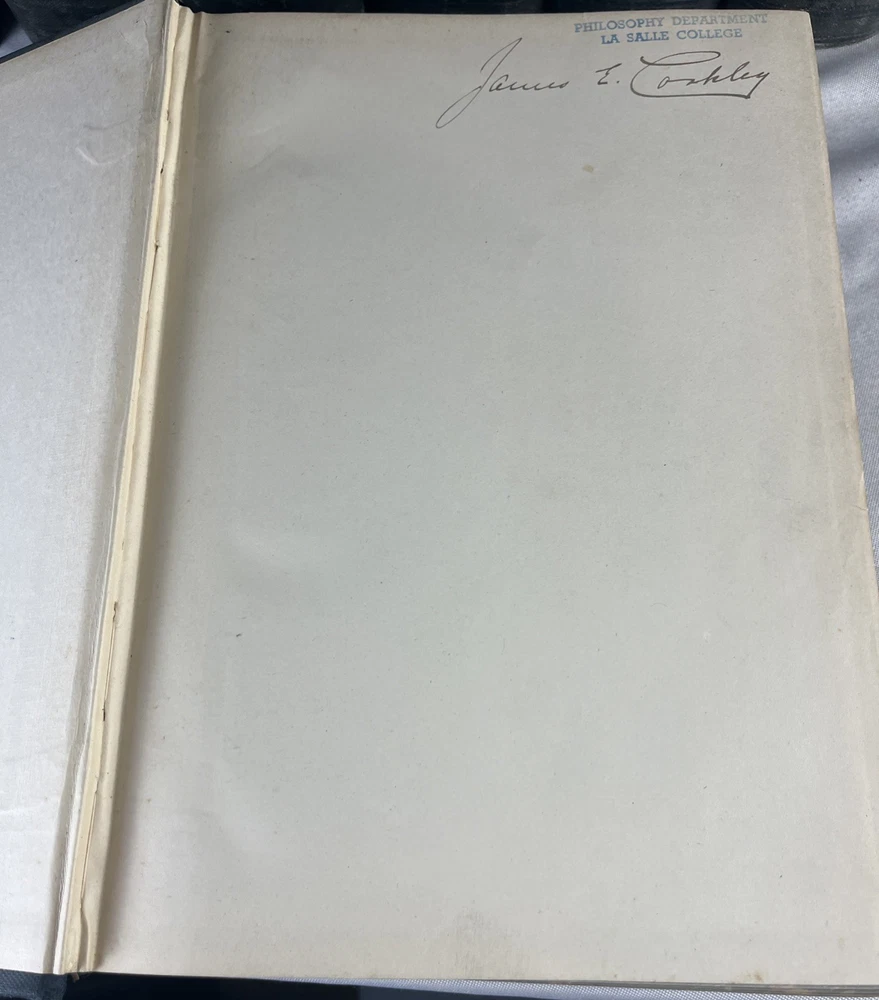 PHILOSOPHY DEPARTMENT
LA SALLE COLLEGE
James E. Coakley